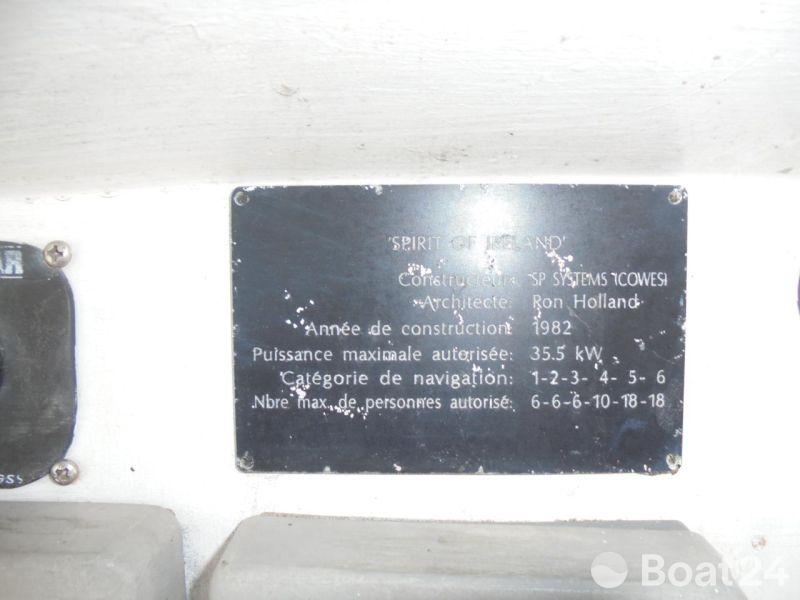 'SPIRIT OF IRELAND'
Constructeur: SP SYSTEMS (COWES)
Architecte: Ron Holland
Année de construction: 1982
Puissance maximale autorisée: 35.5 kW
Catégorie de navigation: 1-2-3- 4- 5- 6
Nbre max. de personnes autorisé: 6-6-6-10-18-18
Boat24